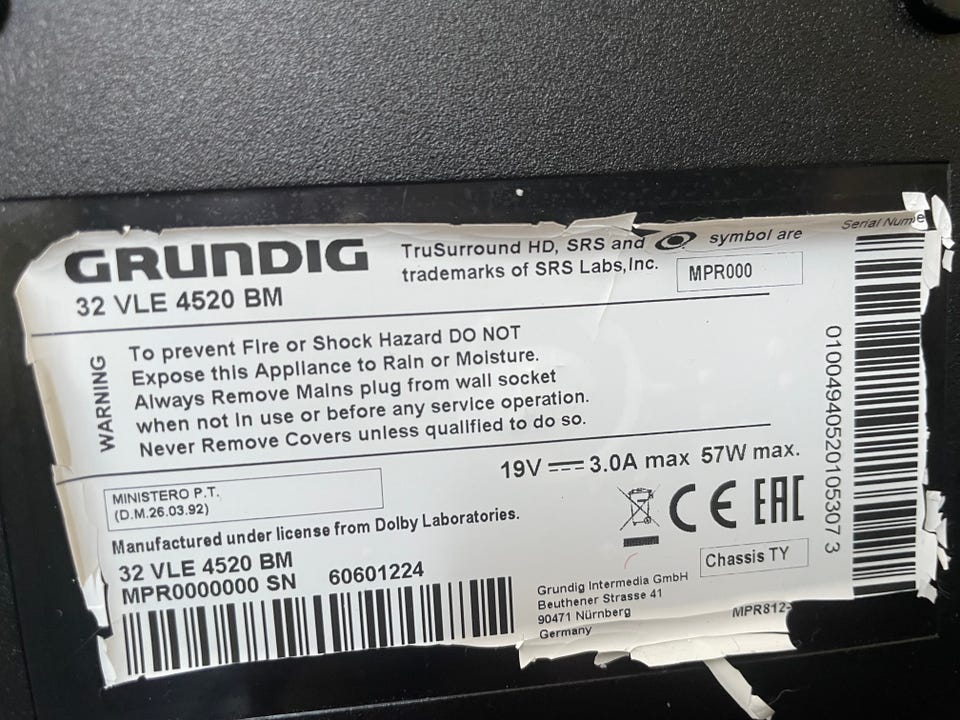 GRUNDIG
32 VLE 4520 BM
TruSurround HD, SRS and symbol are
trademarks of SRS Labs,Inc.
MPR000
WARNING
To prevent FIre or Shock Hazard DO NOT
Expose this Appliance to RaIn or Moisture.
Always Remove Mains plug from wall socket
when not In use or before any service operation.
Never Remove Covers unless qualified to do so.
19V 3.0A max 57W max.
MINISTERO P.T.
(D.M.26.03.92)
Manufactured under license from Dolby Laboratories.
CE EAC
32 VLE 4520 BM
MPR0000000 SN 60601224
Chassis TY
Grundig Intermedia GmbH
Beuthener Strasse 41
90471 Nürnberg
Germany
MPR812-
Serial Numbe
010049405201053073